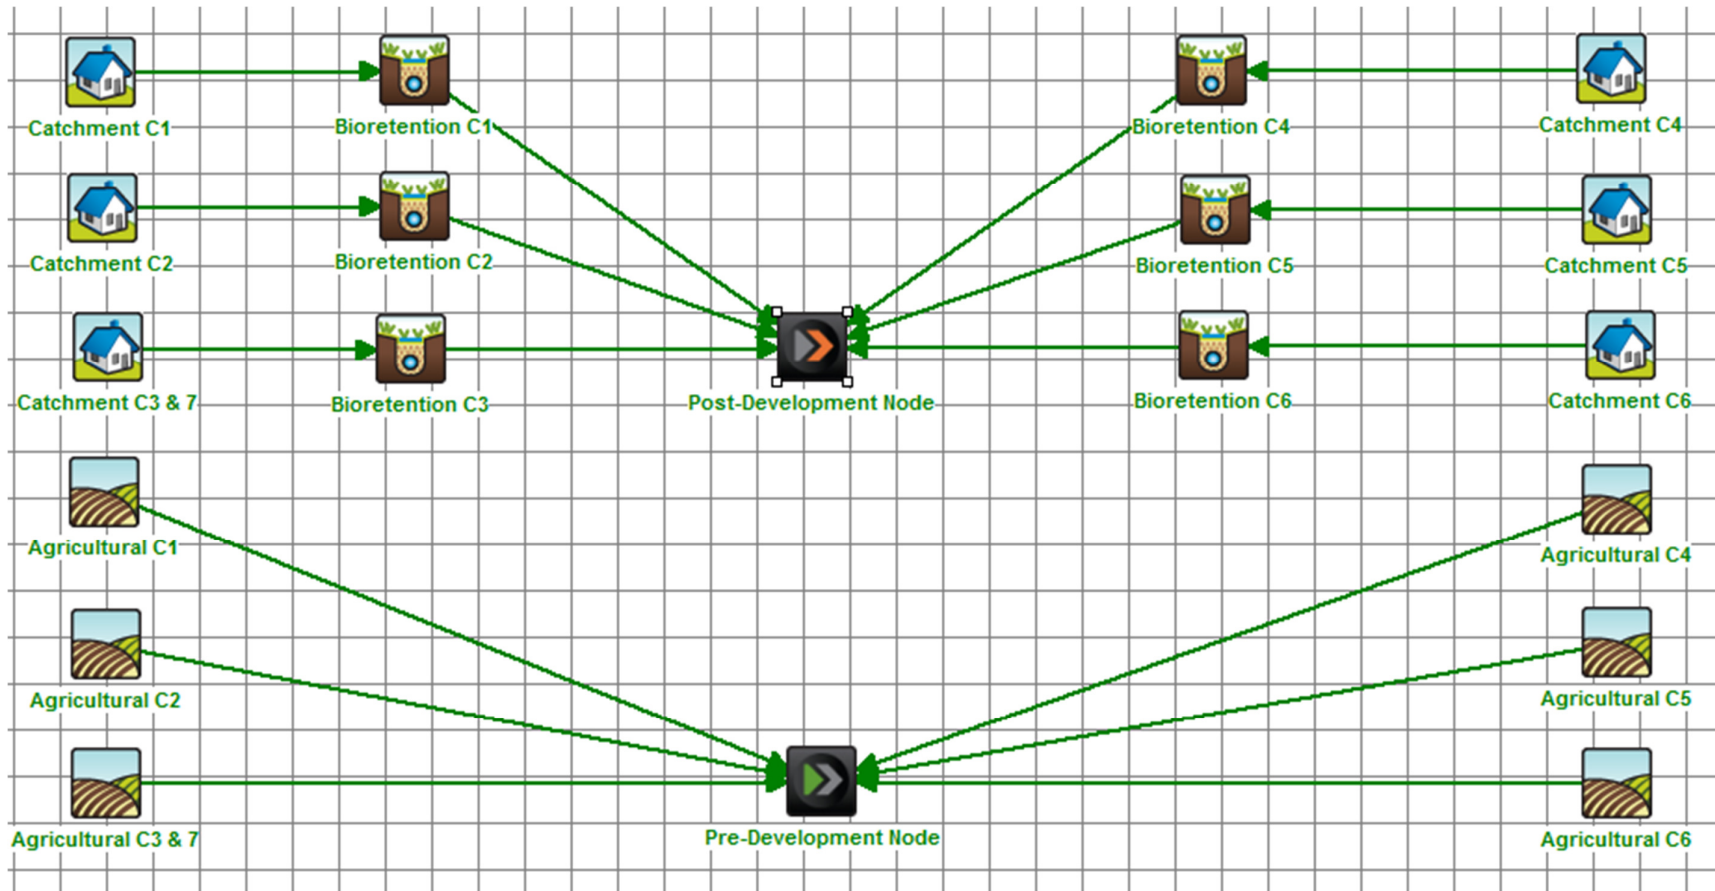 Catchment C1
Bioretention C1
Bioretention C4
Catchment C4
Catchment C2
Bioretention C2
Bioretention C5
Catchment C5
Catchment C3 & 7
Bioretention C3
Post-Development Node
Bioretention C6
Catchment C6
Agricultural C1
Agricultural C4
Agricultural C2
Agricultural C5
Agricultural C3 & 7
Pre-Development Node
Agricultural C6